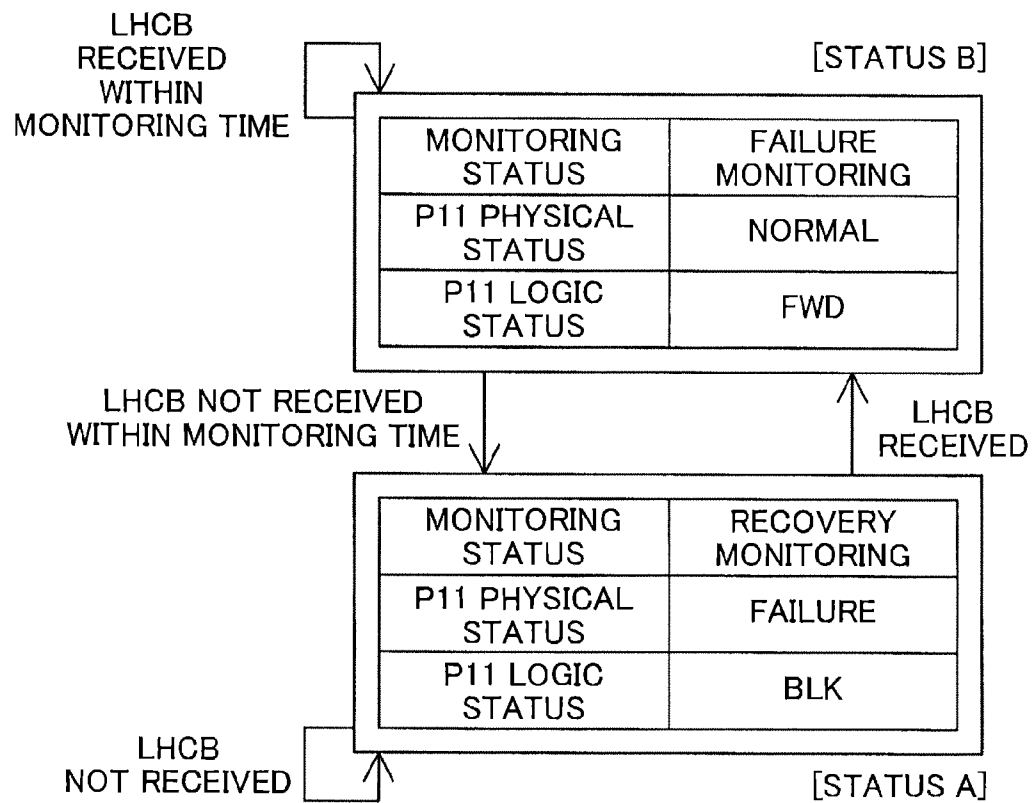 LHCB
RECEIVED
WITHIN
MONITORING TIME
[STATUS B]
MONITORING
STATUS
FAILURE
MONITORING
P11 PHYSICAL
STATUS
NORMAL
P11 LOGIC
STATUS
FWD
LHCB NOT RECEIVED
WITHIN MONITORING TIME
LHCB
RECEIVED
MONITORING
STATUS
RECOVERY
MONITORING
P11 PHYSICAL
STATUS
FAILURE
P11 LOGIC
STATUS
BLK
LHCB
NOT RECEIVED
[STATUS A]